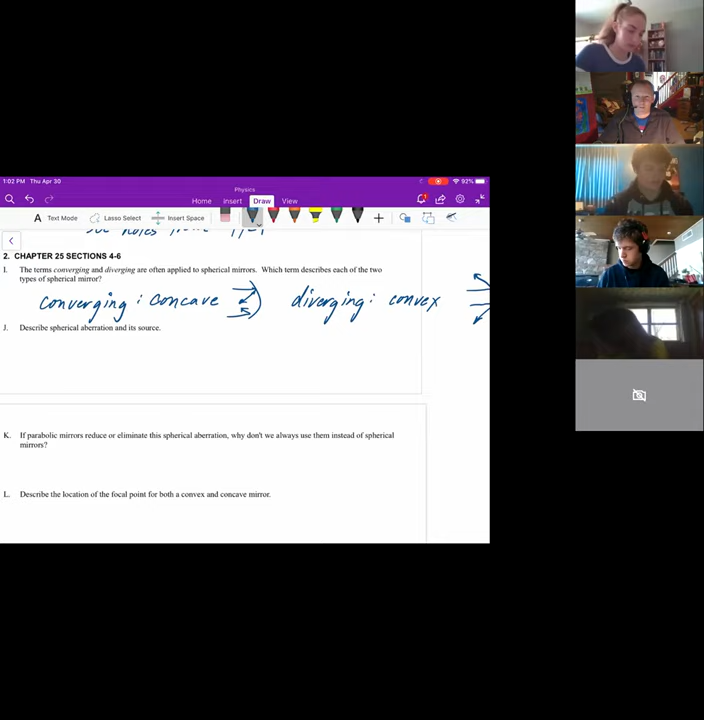 1:02 PM Thu Apr 30
92%
Physics
Home Insert Draw View
Text Mode Lasso Select Insert Space
2. CHAPTER 25 SECTIONS 4-6
I. The terms converging and diverging are often applied to spherical mirrors. Which term describes each of the two
types of spherical mirror?
converging : concave diverging : convex
J. Describe spherical aberration and its source.
K. If parabolic mirrors reduce or eliminate this spherical aberration, why don't we always use them instead of spherical
mirrors?
L. Describe the location of the focal point for both a convex and concave mirror.